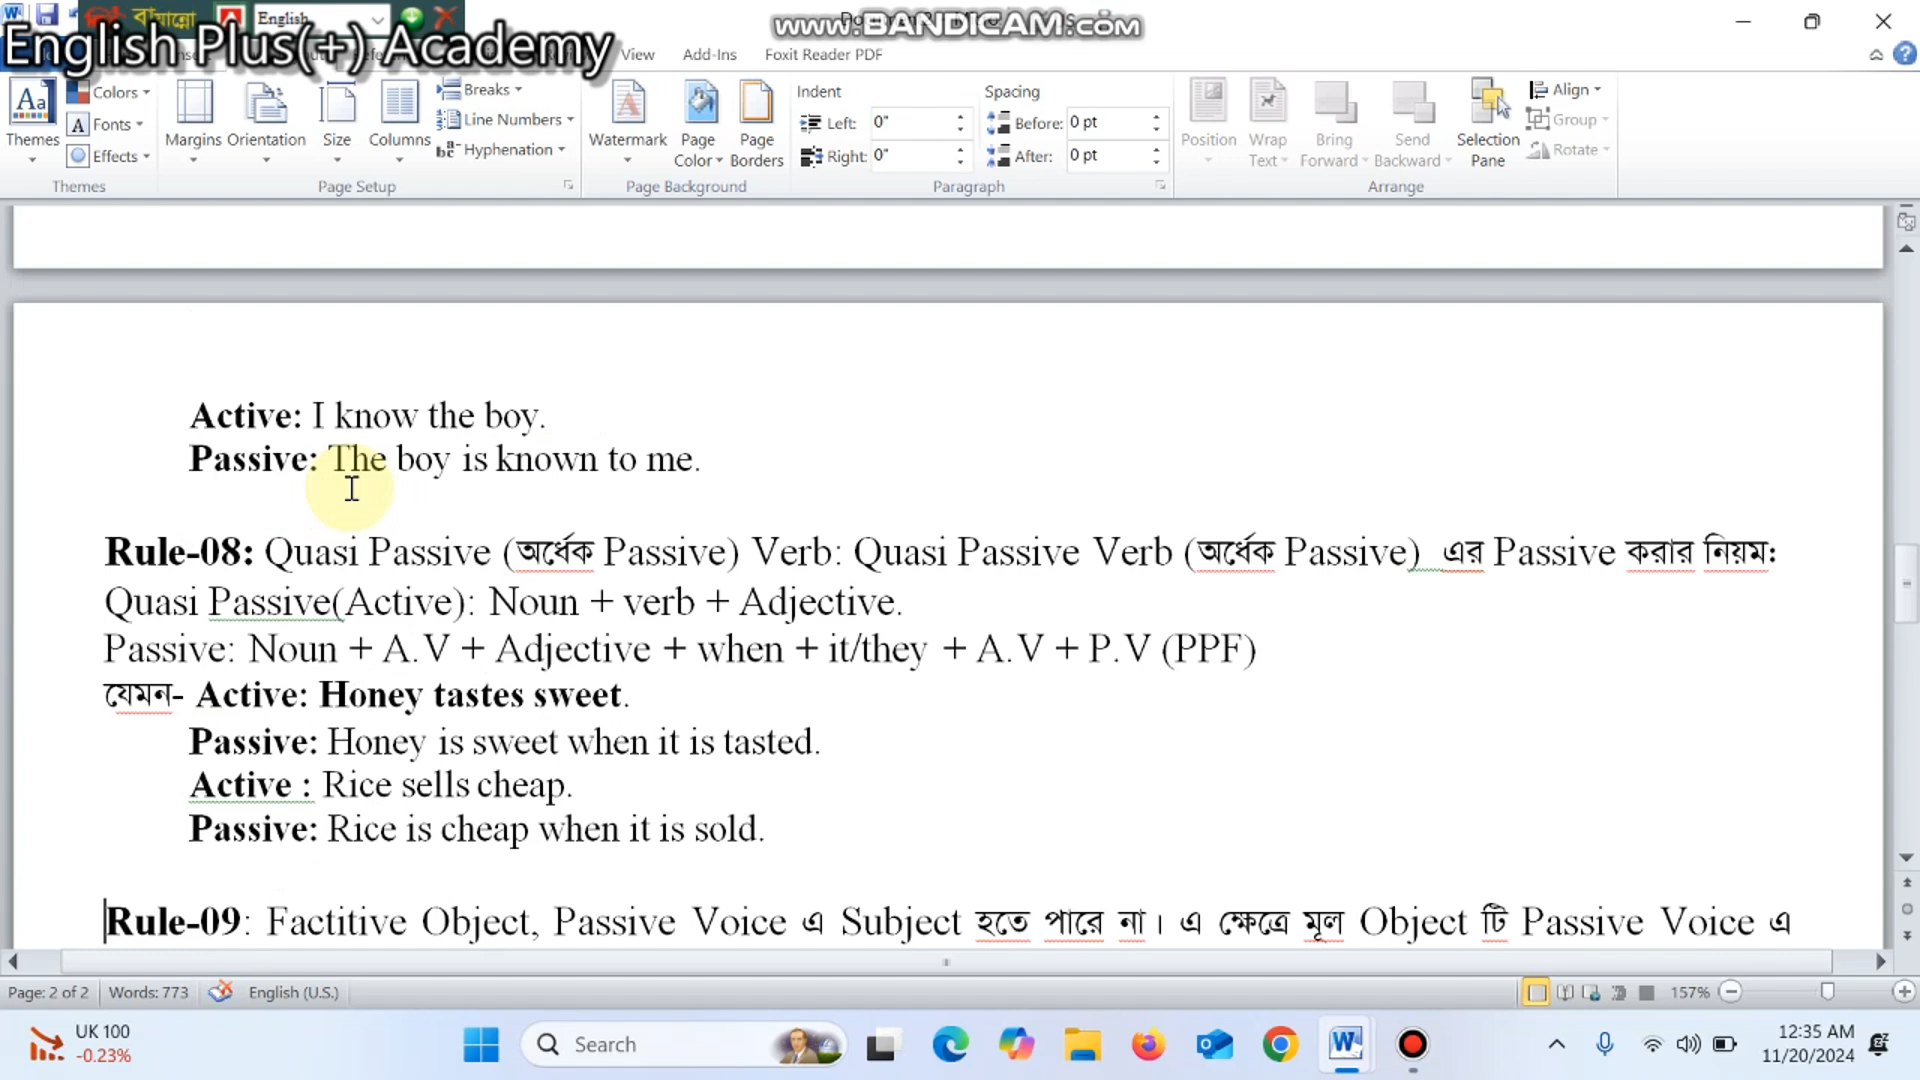 বায়ান্নো
English
www.BANDICAM.com
English Plus(+) Academy
View Add-Ins Foxit Reader PDF
Themes Colors Fonts Effects
Margins Orientation Size Columns Breaks Line Numbers Hyphenation
Watermark Page Color Page Borders
Indent Left: 0" Right: 0"
Spacing Before: 0 pt After: 0 pt
Position Wrap Text Bring Forward Send Backward Selection Pane Align Group Rotate
Themes Page Setup Page Background Paragraph Arrange
Active: I know the boy.
Passive: The boy is known to me.
Rule-08: Quasi Passive (অর্ধেক Passive) Verb: Quasi Passive Verb (অর্ধেক Passive) এর Passive করার নিয়মঃ
Quasi Passive(Active): Noun + verb + Adjective.
Passive: Noun + A.V + Adjective + when + it/they + A.V + P.V (PPF)
যেমন- Active: Honey tastes sweet.
Passive: Honey is sweet when it is tasted.
Active : Rice sells cheap.
Passive: Rice is cheap when it is sold.
Rule-09: Factitive Object, Passive Voice এ Subject হতে পারে না। এ ক্ষেত্রে মূল Object টি Passive Voice এ
Page: 2 of 2 Words: 773 English (U.S.) 157%
UK 100
-0.23%
Search
12:35 AM
11/20/2024